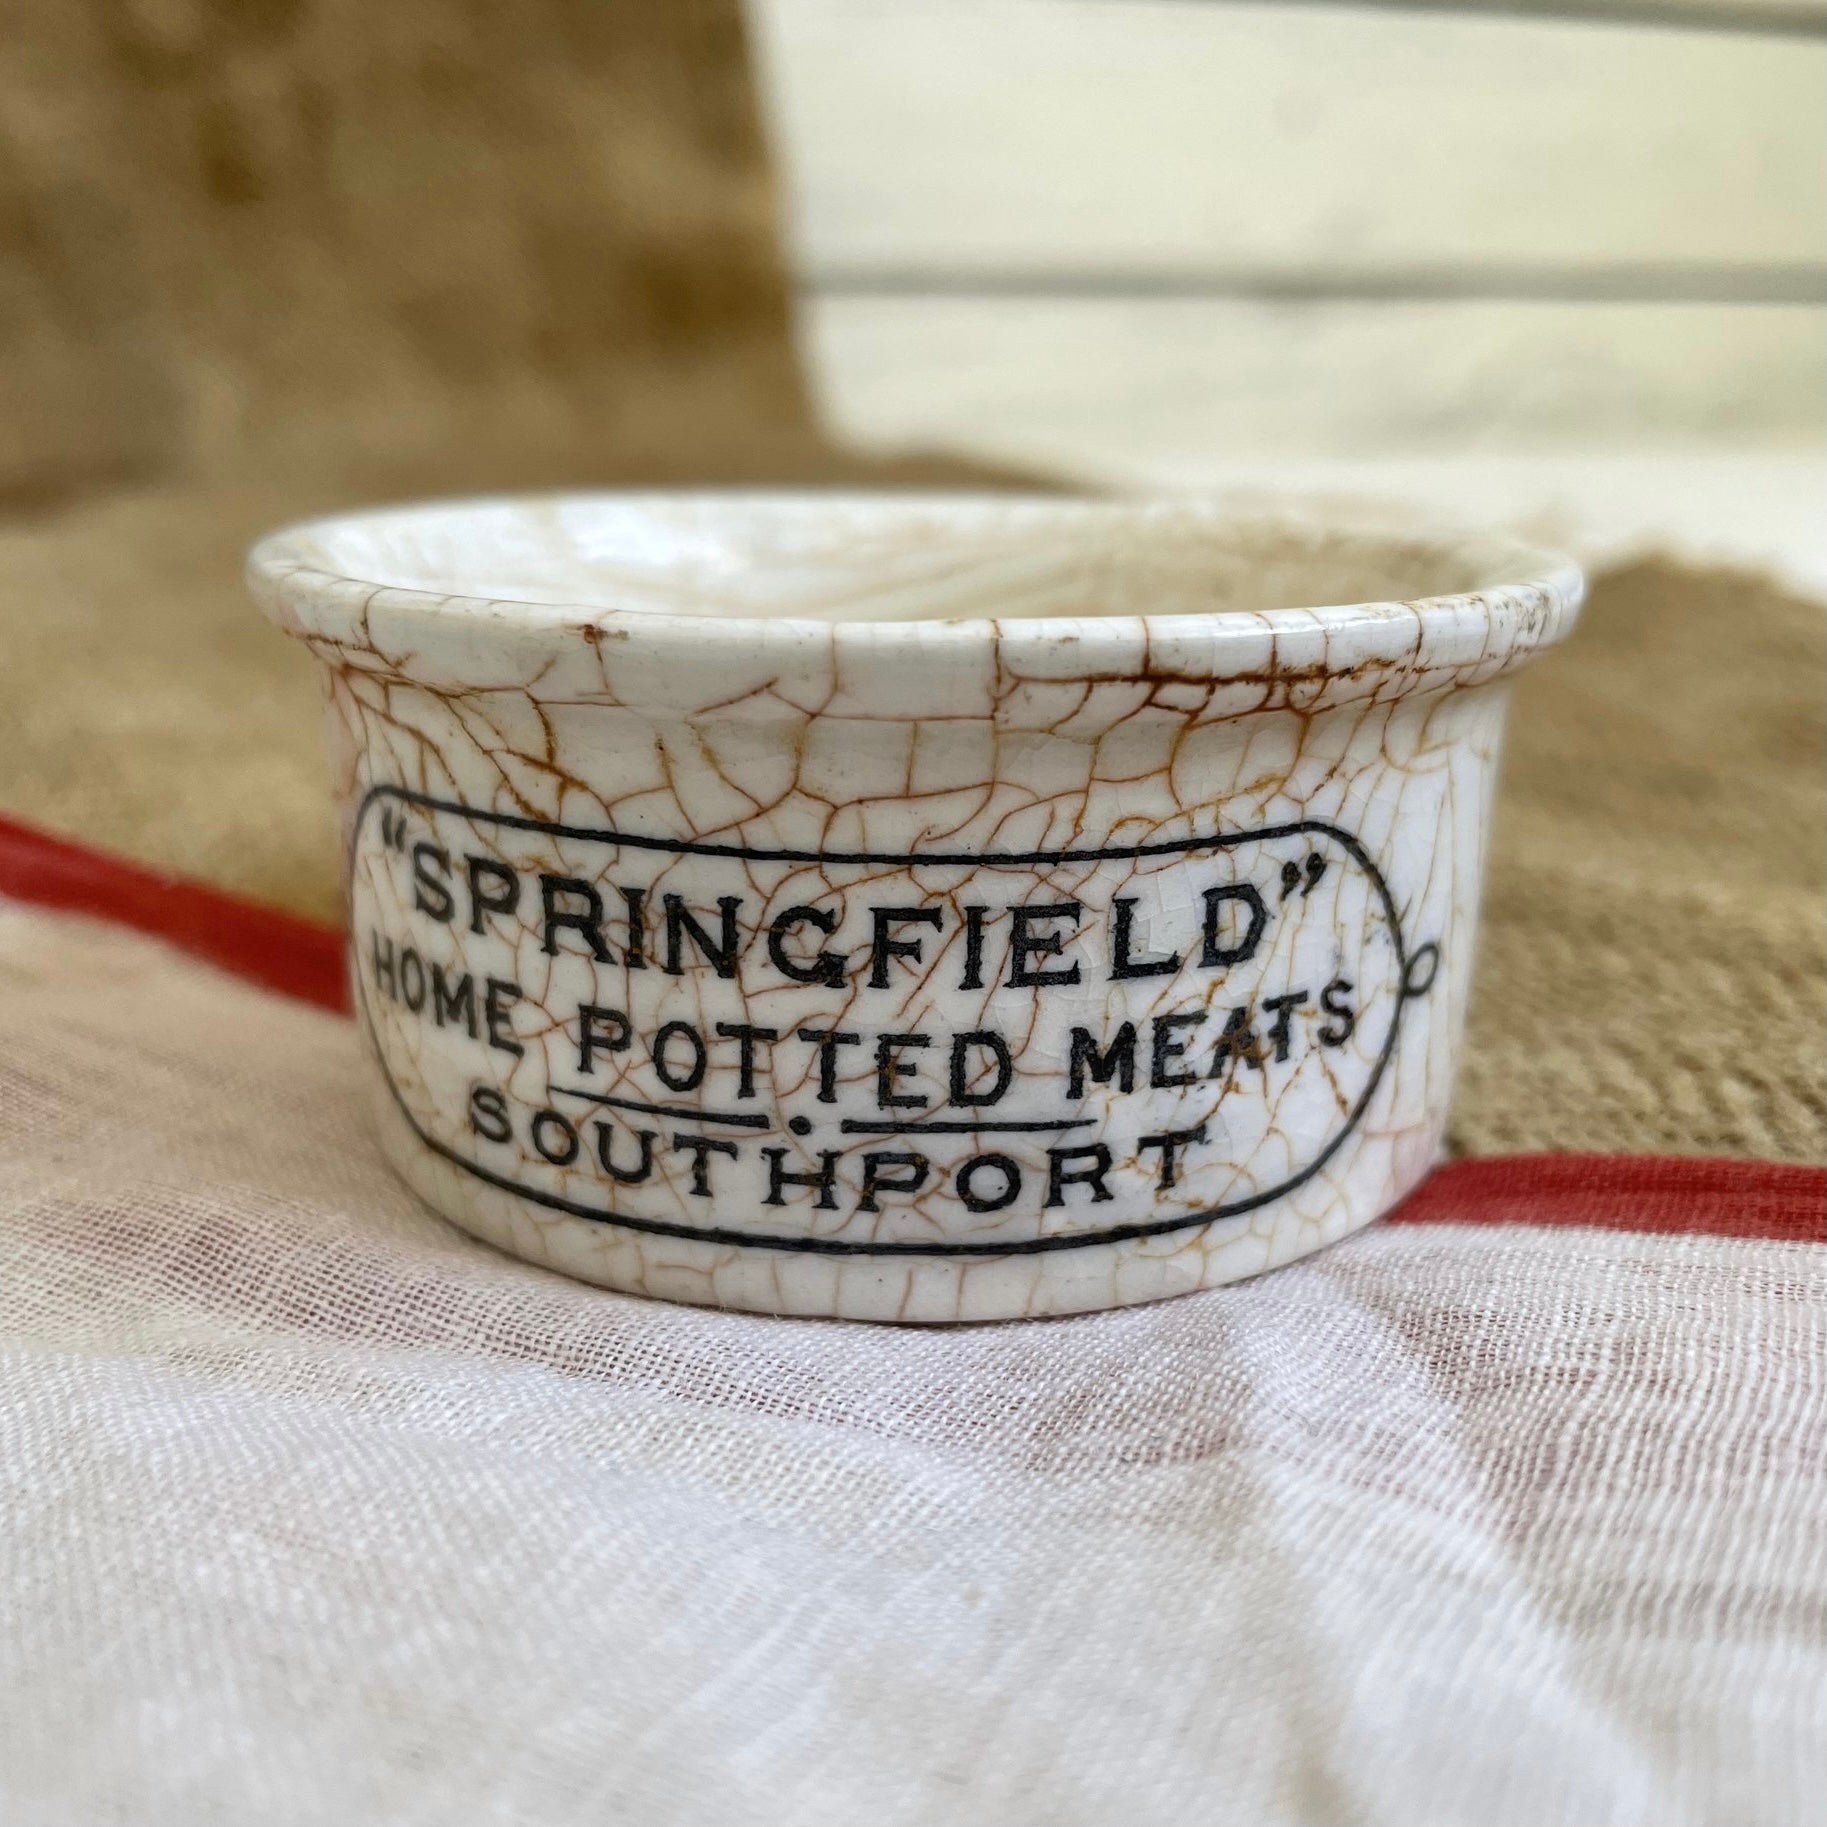 “SPRINGFIELD”
HOME POTTED MEATS
SOUTHPORT